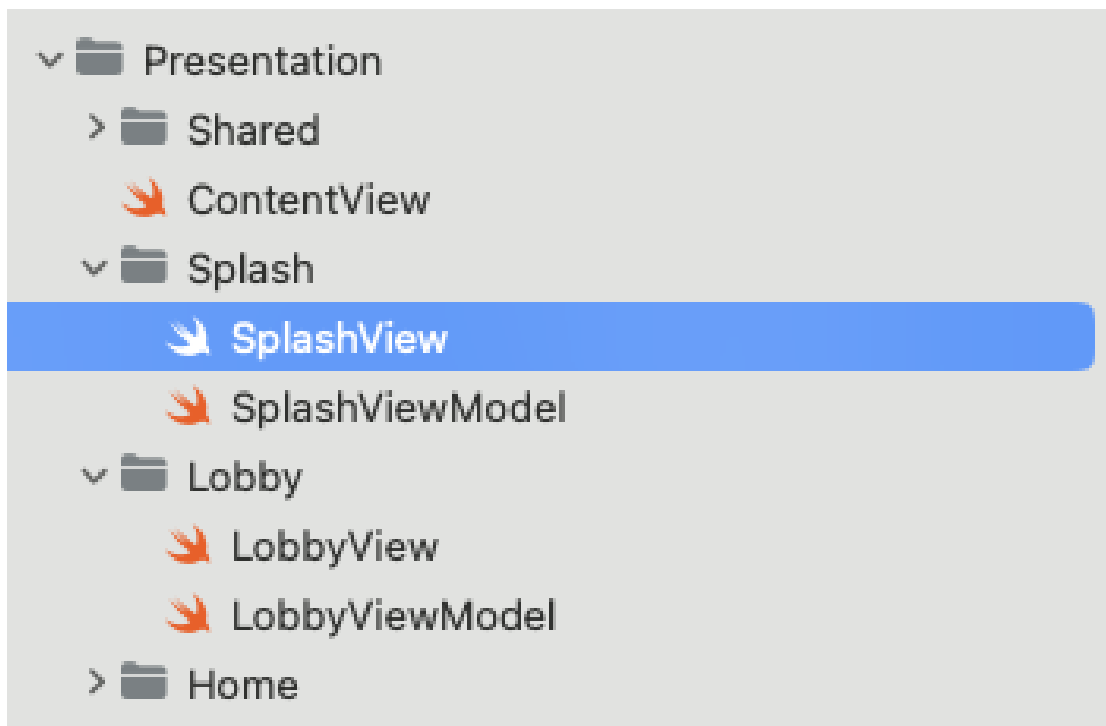 Presentation
Shared
ContentView
Splash
SplashView
SplashViewModel
Lobby
LobbyView
LobbyViewModel
Home